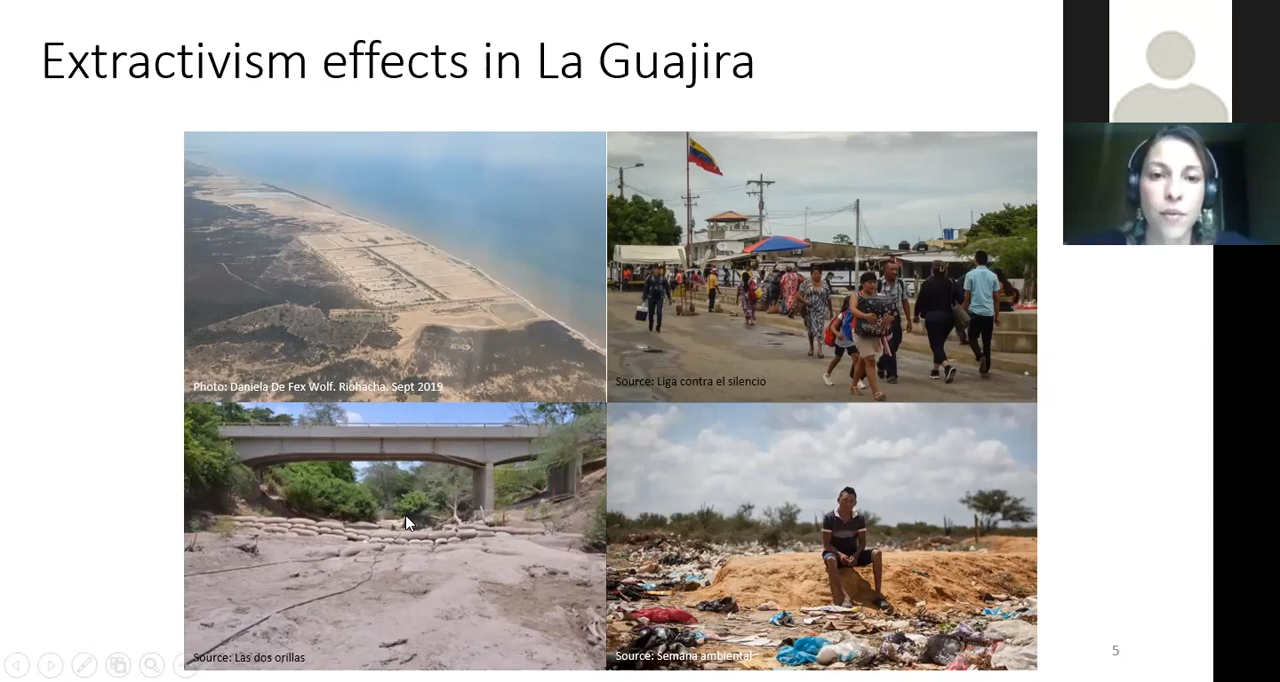 Extractivism effects in La Guajira
Photo: Daniela De Fex Wolf. Riohacha. Sept 2019
Source: Liga contra el silencio
Source: Las dos orillas
Source: Semana ambiental
5